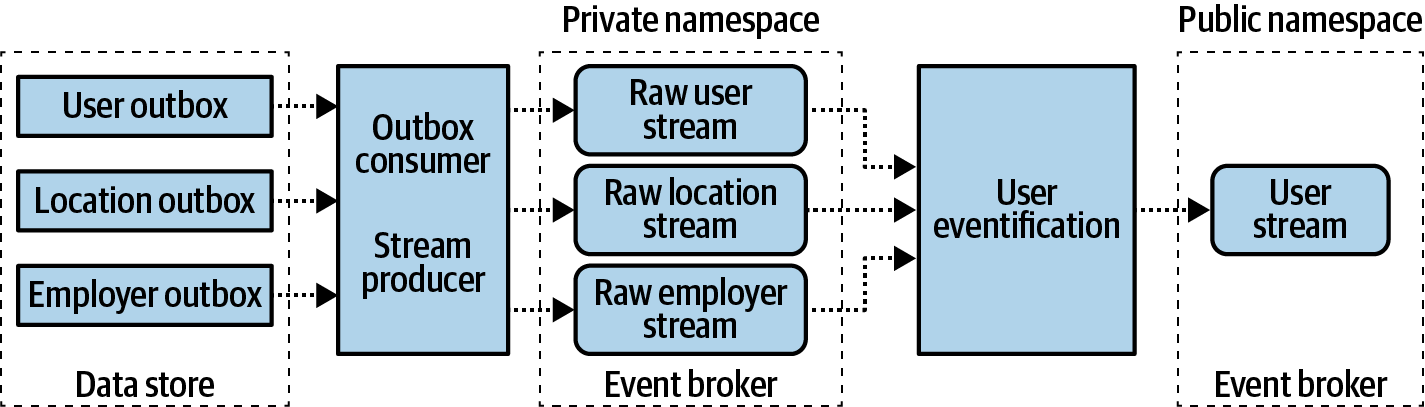 Private namespace
Public namespace
User outbox
Location outbox
Employer outbox
Data store
Outbox
consumer
Stream
producer
Raw user
stream
Raw location
stream
Raw employer
stream
Event broker
User
eventification
User
stream
Event broker